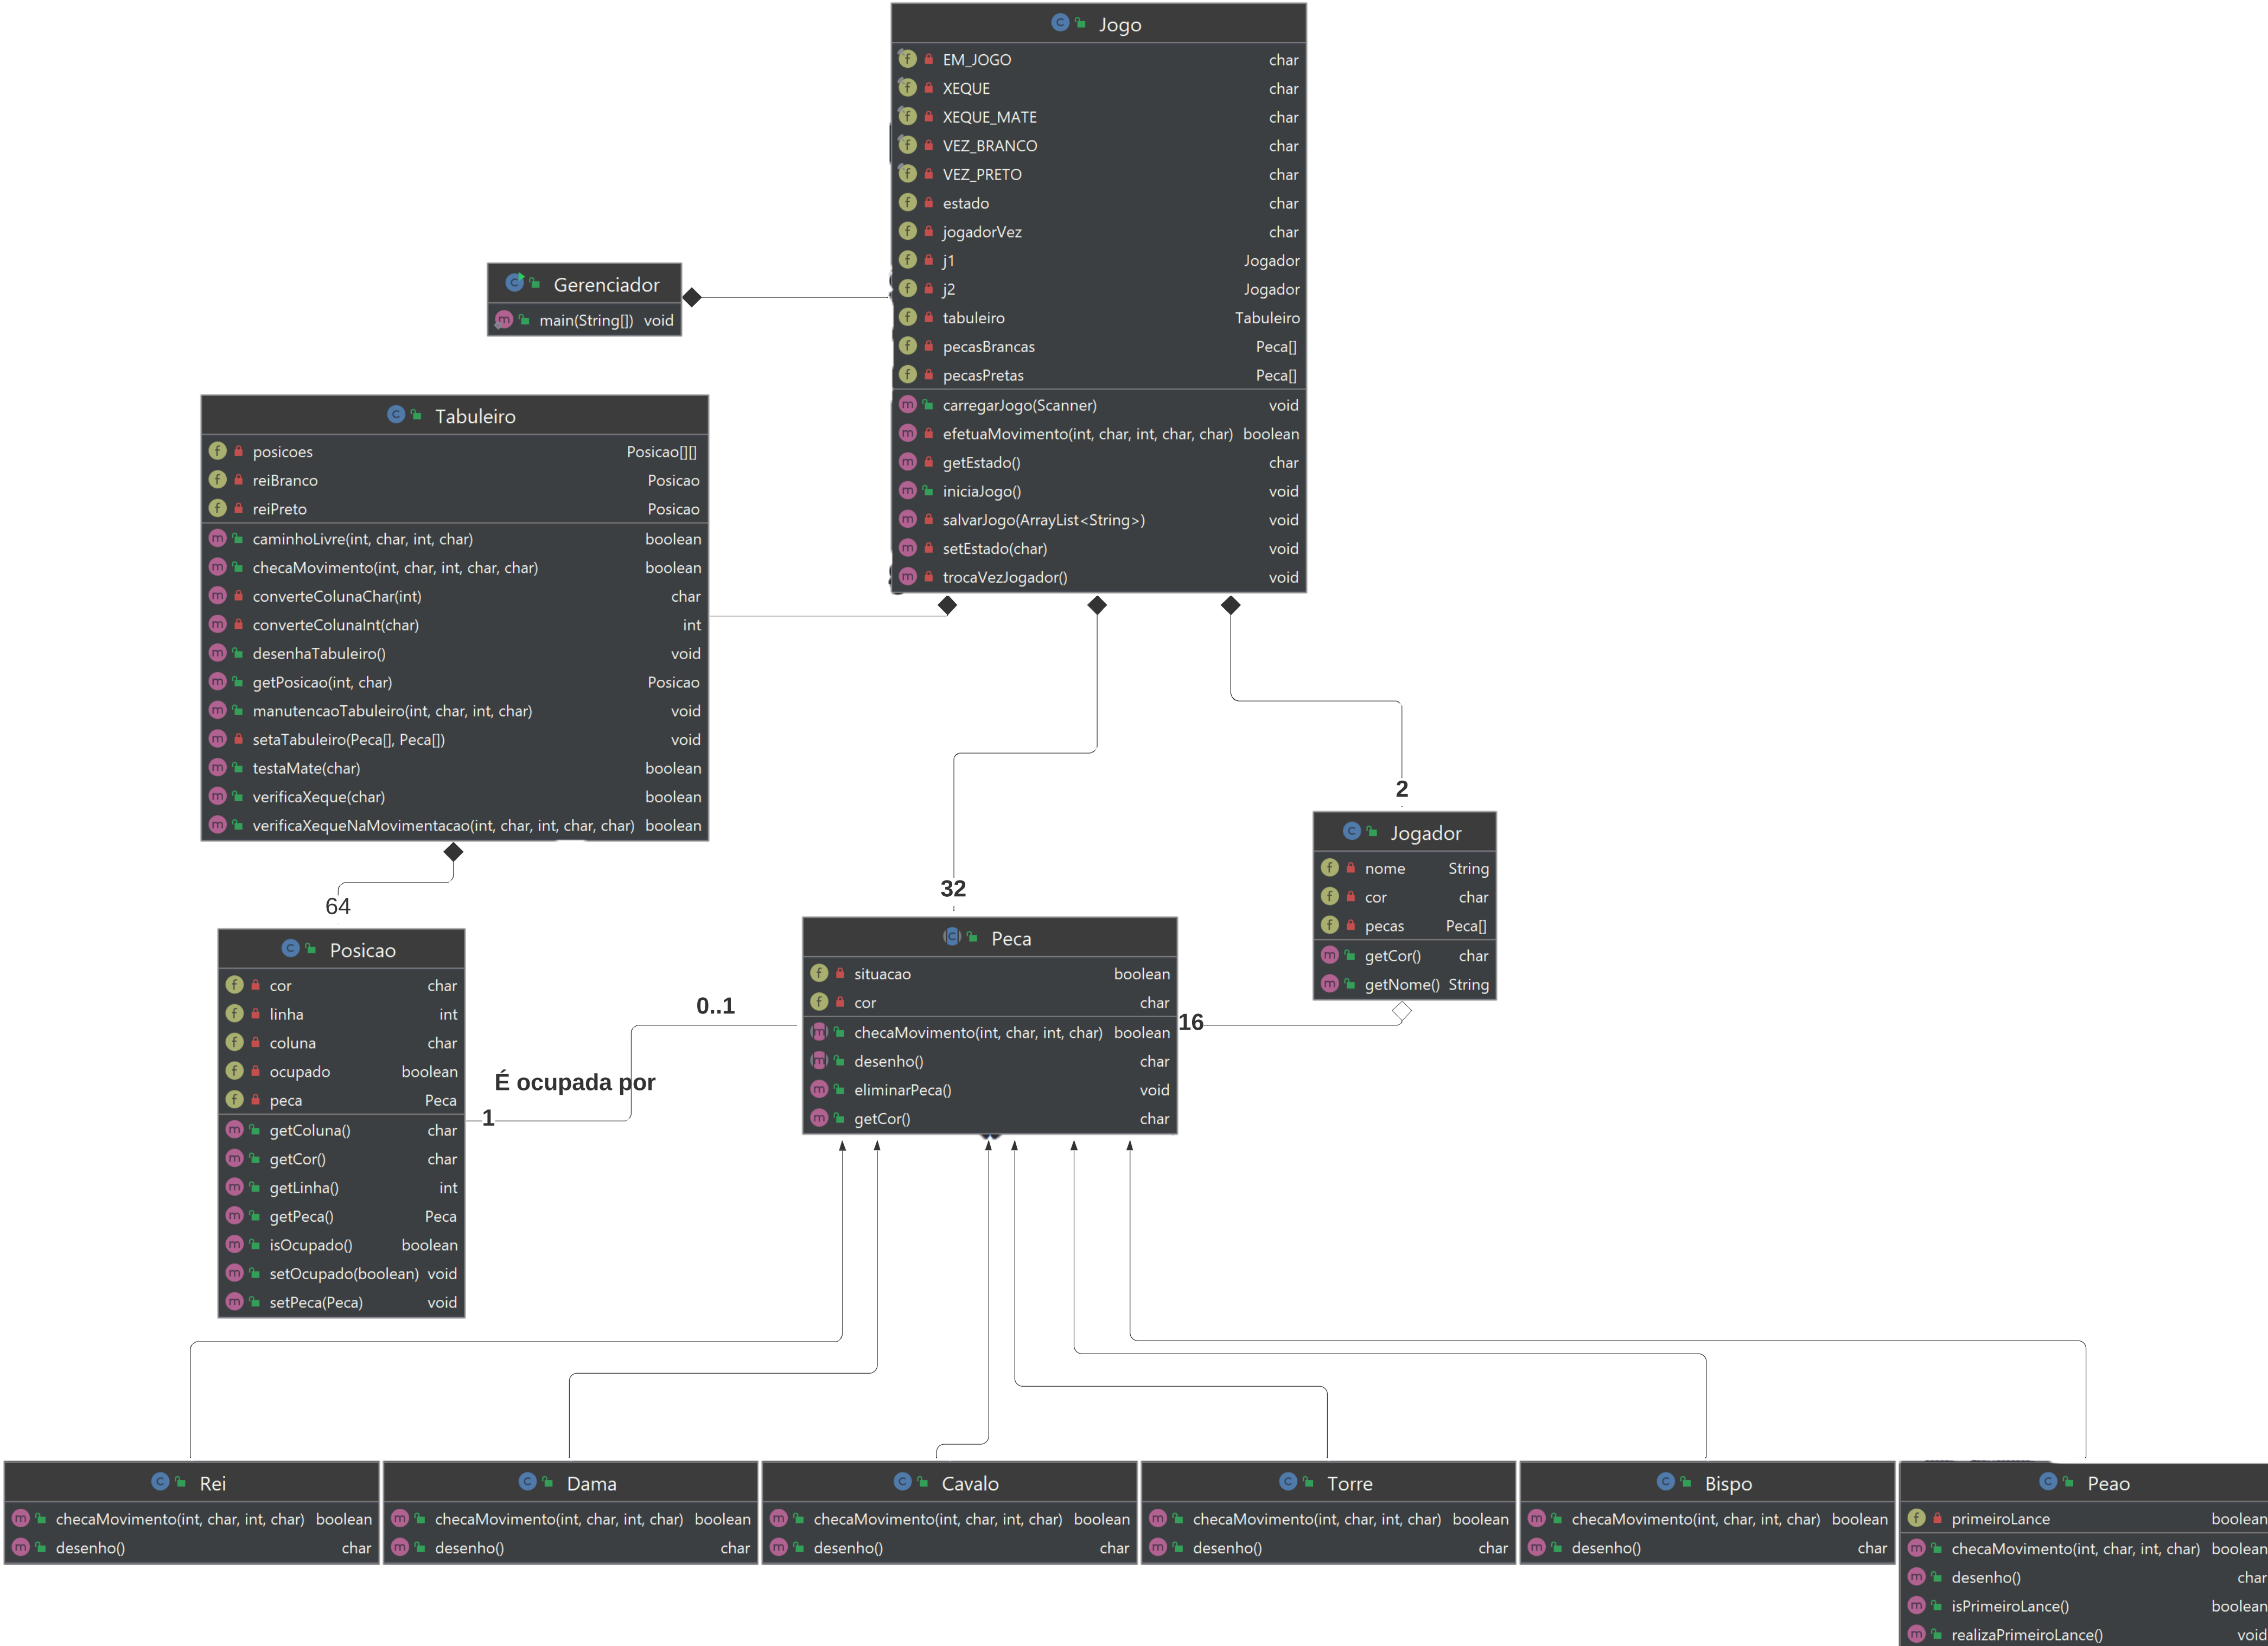 Jogo
EM_JOGO char
XEQUE char
XEQUE_MATE char
VEZ_BRANCO char
VEZ_PRETO char
estado char
jogadorVez char
j1 Jogador
j2 Jogador
tabuleiro Tabuleiro
pecasBrancas Peca[]
pecasPretas Peca[]
carregarJogo(Scanner) void
efetuaMovimento(int, char, int, char, char) boolean
getEstado() char
iniciaJogo() void
salvarJogo(ArrayList<String>) void
setEstado(char) void
trocaVezJogador() void
Gerenciador
main(String[]) void
Tabuleiro
posicoes Posicao[][]
reiBranco Posicao
reiPreto Posicao
caminhoLivre(int, char, int, char) boolean
checaMovimento(int, char, int, char, char) boolean
converteColunaChar(int) char
converteColunaInt(char) int
desenhaTabuleiro() void
getPosicao(int, char) Posicao
manutencaoTabuleiro(int, char, int, char) void
setaTabuleiro(Peca[], Peca[]) void
testaMate(char) boolean
verificaXeque(char) boolean
verificaXequeNaMovimentacao(int, char, int, char, char) boolean
2
Jogador
nome String
cor char
pecas Peca[]
getCor() char
getNome() String
64
Posicao
cor char
linha int
coluna char
ocupado boolean
peca Peca
getColuna() char
getCor() char
getLinha() int
getPeca() Peca
isOcupado() boolean
setOcupado(boolean) void
setPeca(Peca) void
32
Peca
situacao boolean
cor char
checaMovimento(int, char, int, char) boolean
desenho() char
eliminarPeca() void
getCor() char
0..1
16
É ocupada por
1
Rei
checaMovimento(int, char, int, char) boolean
desenho() char
Dama
checaMovimento(int, char, int, char) boolean
desenho() char
Cavalo
checaMovimento(int, char, int, char) boolean
desenho() char
Torre
checaMovimento(int, char, int, char) boolean
desenho() char
Bispo
checaMovimento(int, char, int, char) boolean
desenho() char
Peao
primeiroLance boolean
checaMovimento(int, char, int, char) boolean
desenho() char
isPrimeiroLance() boolean
realizaPrimeiroLance() void